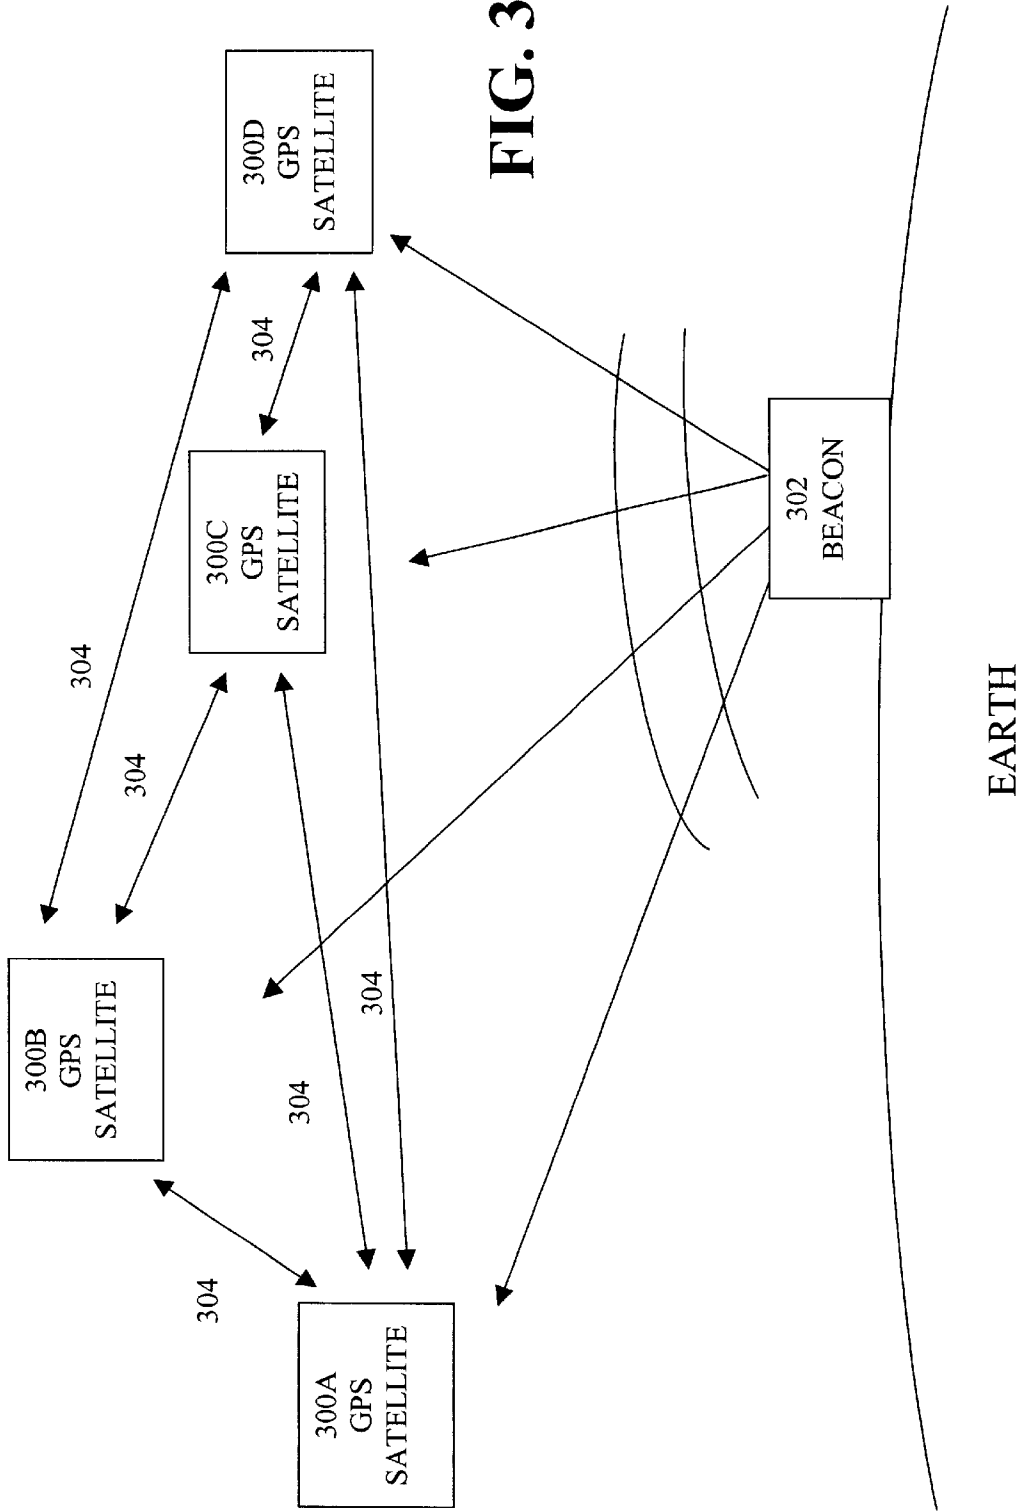 300B
GPS
SATELLITE
304
304
304
300C
GPS
SATELLITE
300D
GPS
SATELLITE
304
304
300A
GPS
SATELLITE
304
FIG. 3
302
BEACON
EARTH